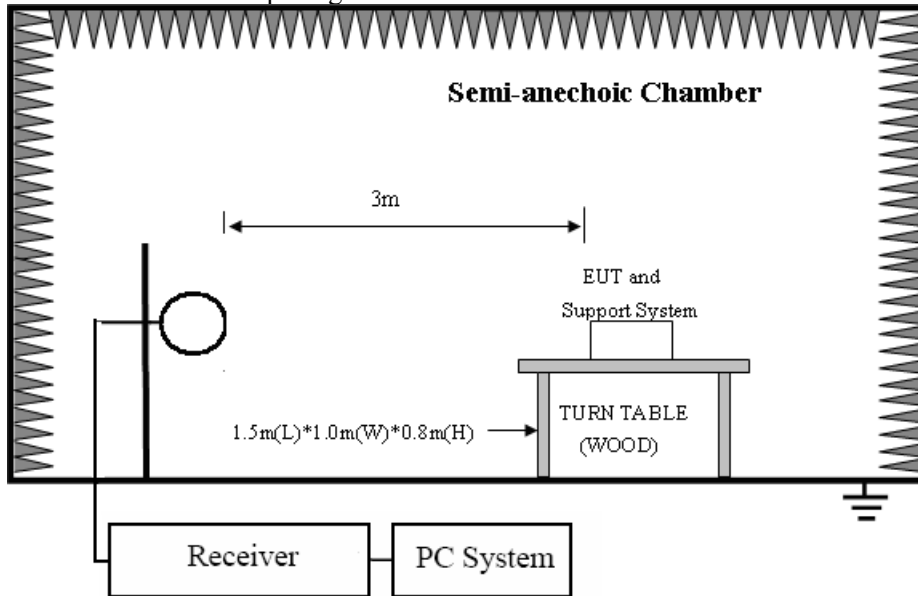 Semi-anechoic Chamber
3m
EUT and
Support System
1.5m(L)*1.0m(W)*0.8m(H)
TURN TABLE
(WOOD)
Receiver
PC System